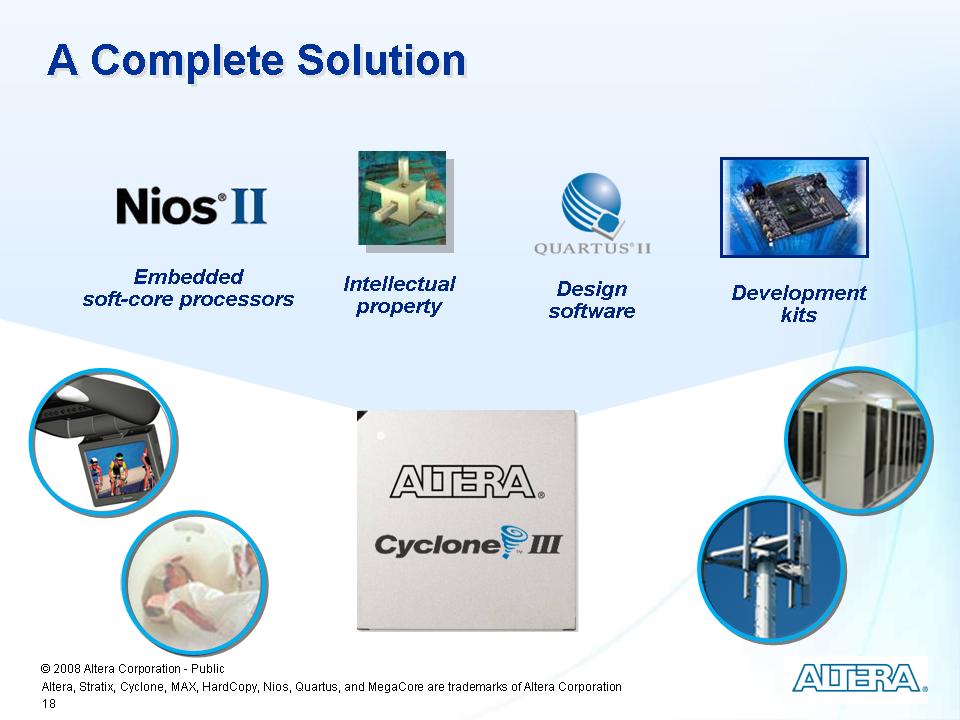 A Complete Solution
Nios® II
QUARTUS® II
Embedded
soft-core processors
Intellectual
property
Design
software
Development
kits
ALTERA®
Cyclone™ III
© 2008 Altera Corporation - Public
Altera, Stratix, Cyclone, MAX, HardCopy, Nios, Quartus, and MegaCore are trademarks of Altera Corporation
18
ALTERA®